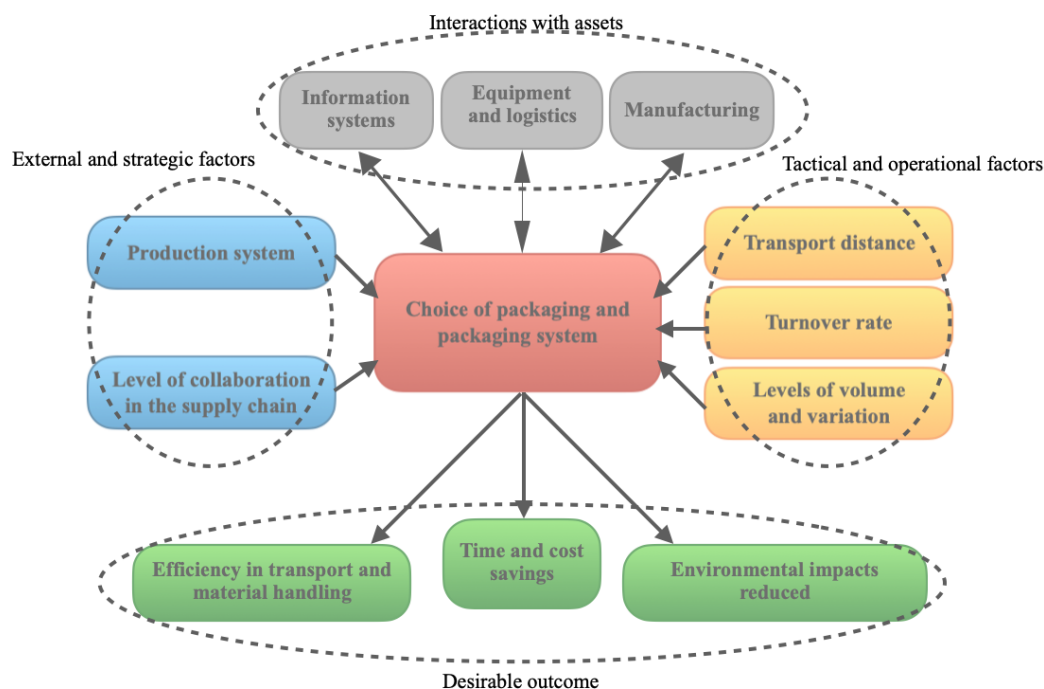 Interactions with assets
Information
systems
Equipment
and logistics
Manufacturing
External and strategic factors
Tactical and operational factors
Production system
Level of collaboration
in the supply chain
Choice of packaging and
packaging system
Transport distance
Turnover rate
Levels of volume
and variation
Efficiency in transport and
material handling
Time and cost
savings
Environmental impacts
reduced
Desirable outcome